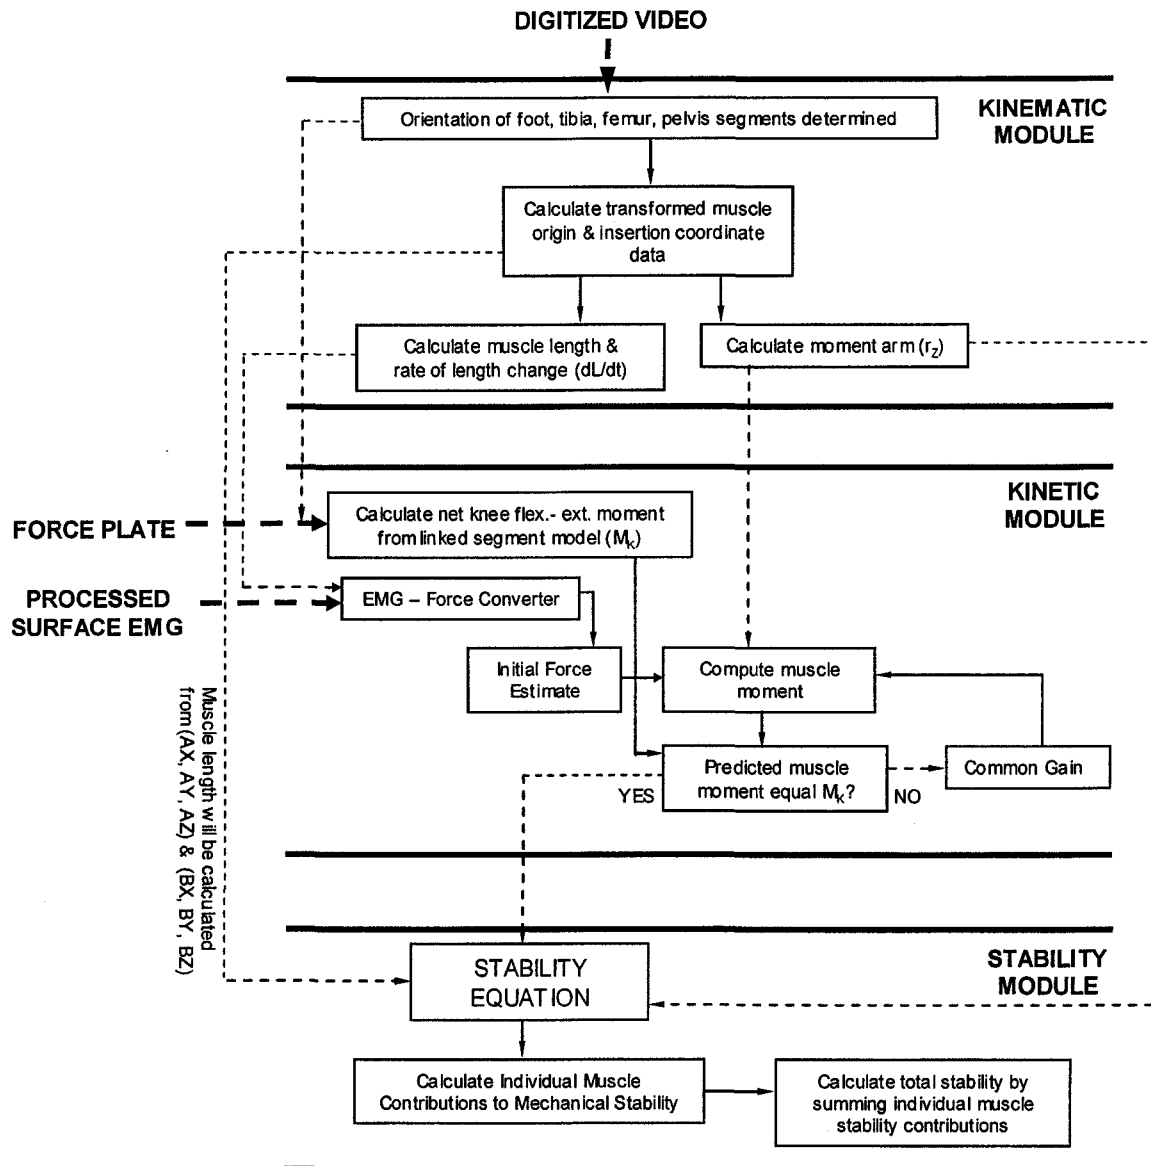 DIGITIZED VIDEO
KINEMATIC
MODULE
Orientation of foot, tibia, femur, pelvis segments determined
Calculate transformed muscle
origin & insertion coordinate
data
Calculate muscle length &
rate of length change (dL/dt)
Calculate moment arm (rZ)
KINETIC
MODULE
FORCE PLATE
Calculate net knee flex.- ext. moment
from linked segment model (MK)
PROCESSED
SURFACE EMG
EMG – Force Converter
Initial Force
Estimate
Compute muscle
moment
Predicted muscle
moment equal MK?
YES
NO
Common Gain
Muscle length will be calculated
from (AX, AY, AZ) & (BX, BY, BZ)
STABILITY
MODULE
STABILITY
EQUATION
Calculate Individual Muscle
Contributions to Mechanical Stability
Calculate total stability by
summing individual muscle
stability contributions